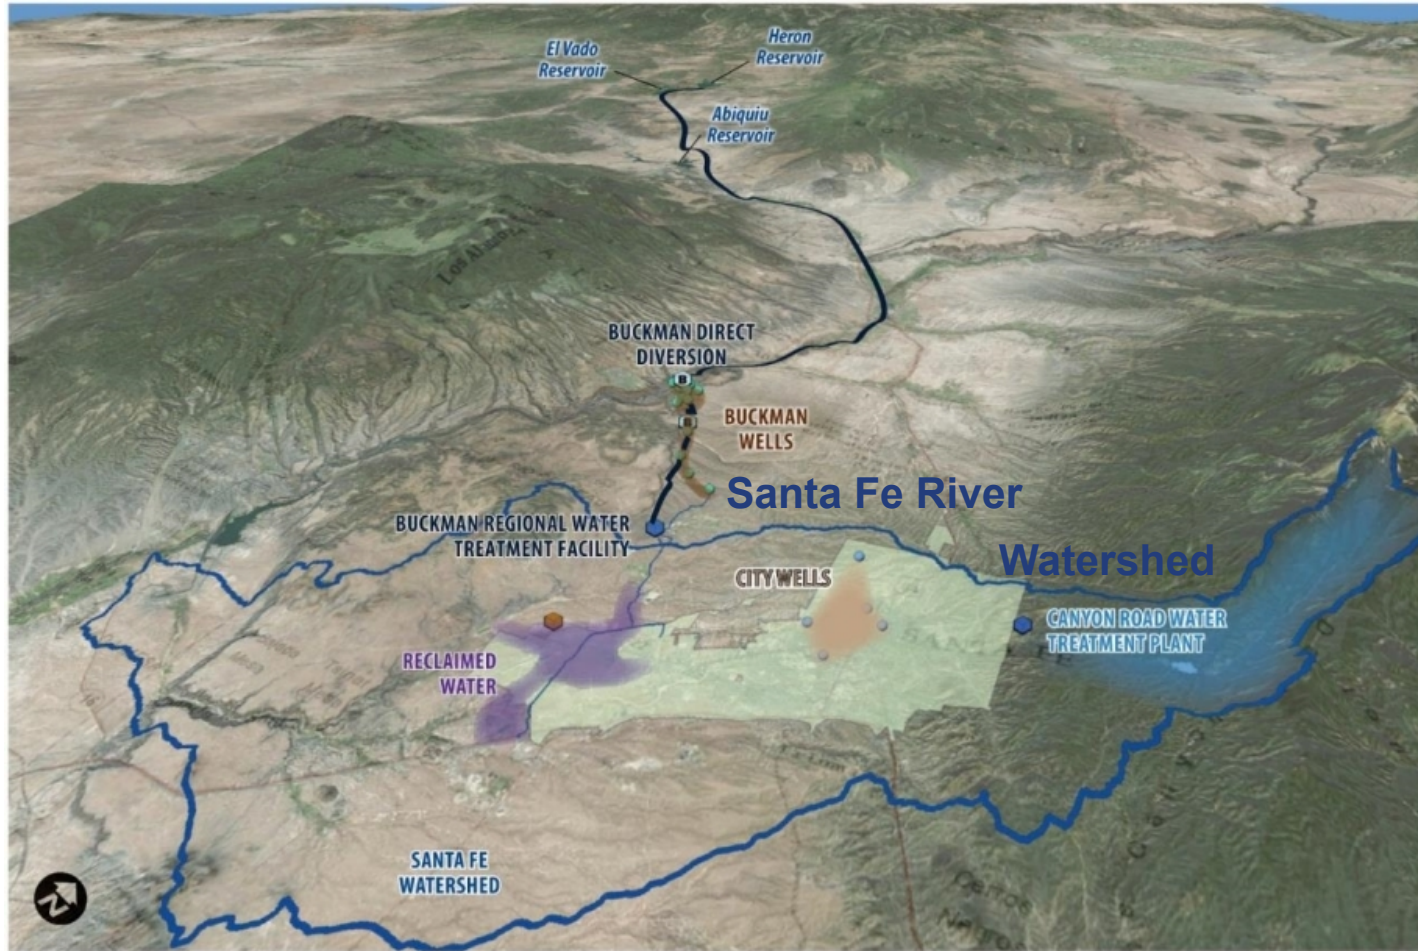 El Vado
Reservoir
Heron
Reservoir
Abiquiu
Reservoir
BUCKMAN DIRECT
DIVERSION
B
BUCKMAN
WELLS
Santa Fe River
BUCKMAN REGIONAL WATER
TREATMENT FACILITY
Watershed
CITY WELLS
CANYON ROAD WATER
TREATMENT PLANT
RECLAIMED
WATER
SANTA FE
WATERSHED
N